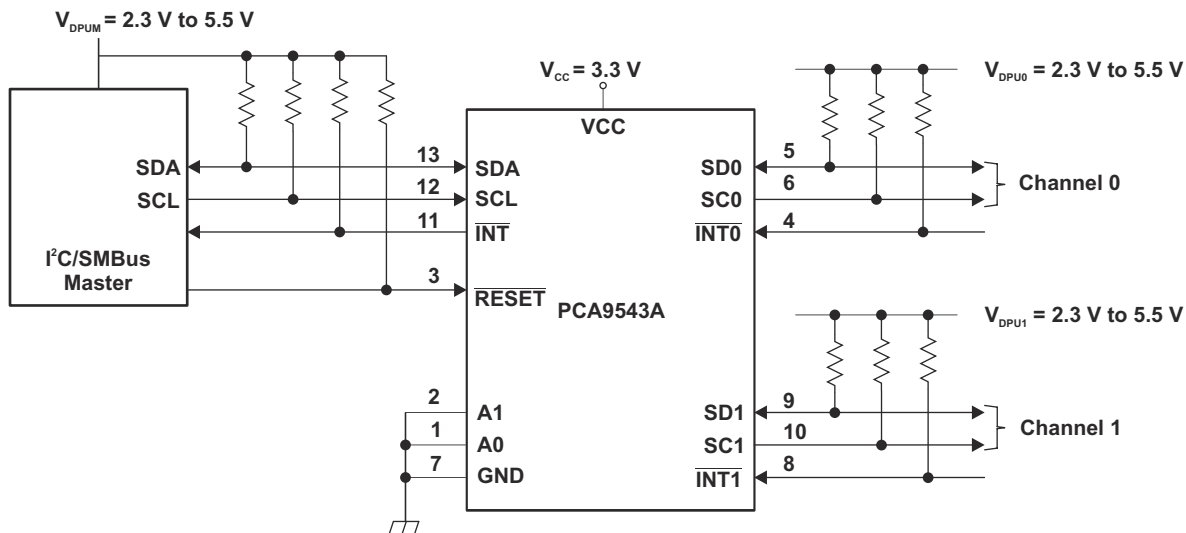 V_DPUM = 2.3 V to 5.5 V
V_CC = 3.3 V
V_DPU0 = 2.3 V to 5.5 V
VCC
SDA
13
SDA
SD0
5
SCL
12
SCL
SC0
6
Channel 0
11
INT
INT0
4
I²C/SMBus
Master
3
RESET
PCA9543A
V_DPU1 = 2.3 V to 5.5 V
2
A1
SD1
9
1
A0
SC1
10
Channel 1
7
GND
INT1
8